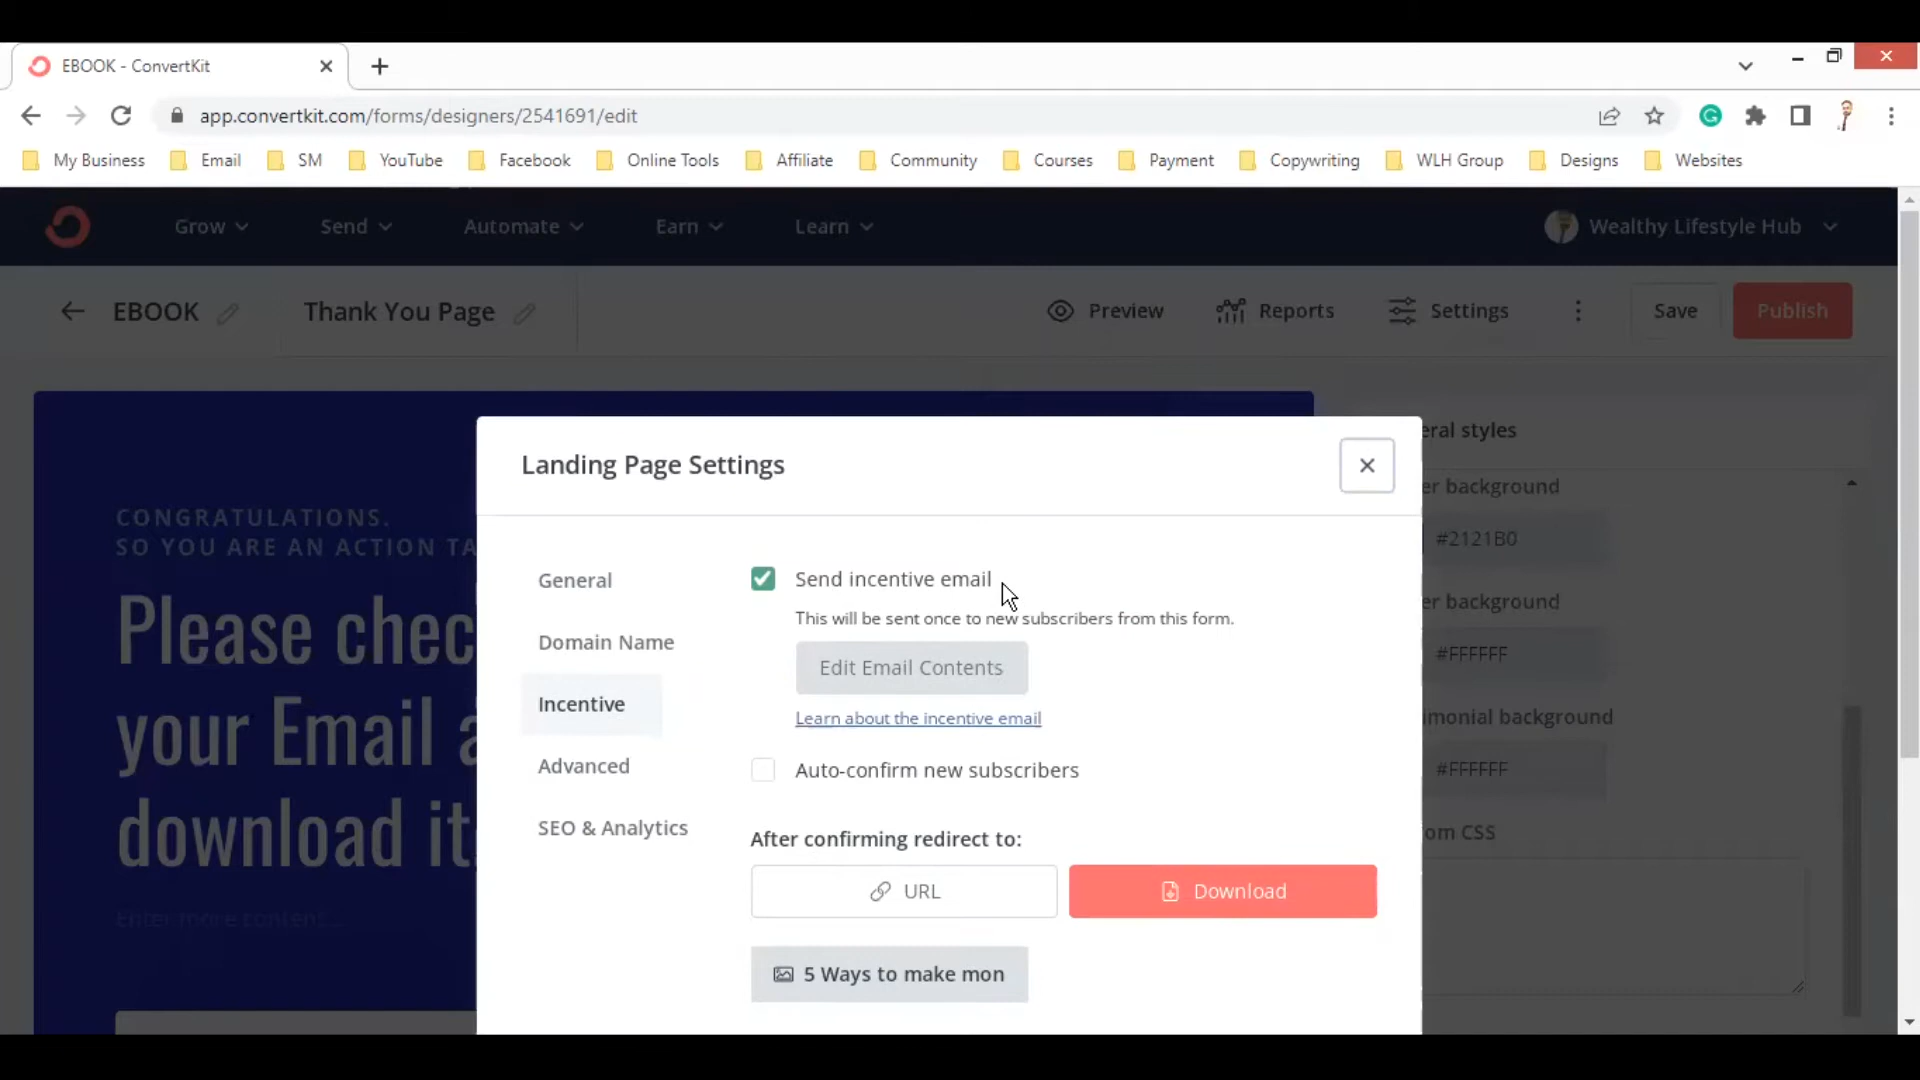 EBOOK - ConvertKit
app.convertkit.com/forms/designers/2541691/edit
My Business Email SM YouTube Facebook Online Tools Affiliate Community Courses Payment Copywriting WLH Group Designs Websites
Grow Send Automate Earn Learn Wealthy Lifestyle Hub
EBOOK Thank You Page Preview Reports Settings Save Publish
CONGRATULATIONS.
SO YOU ARE AN ACTION TA
Please chec
your Email a
download it.
Enter more content...
Landing Page Settings
General
Domain Name
Incentive
Advanced
SEO & Analytics
Send incentive email
This will be sent once to new subscribers from this form.
Edit Email Contents
Learn about the incentive email
Auto-confirm new subscribers
After confirming redirect to:
URL Download
5 Ways to make mon
eral styles
er background
#2121B0
er background
#FFFFFF
monial background
#FFFFFF
om CSS